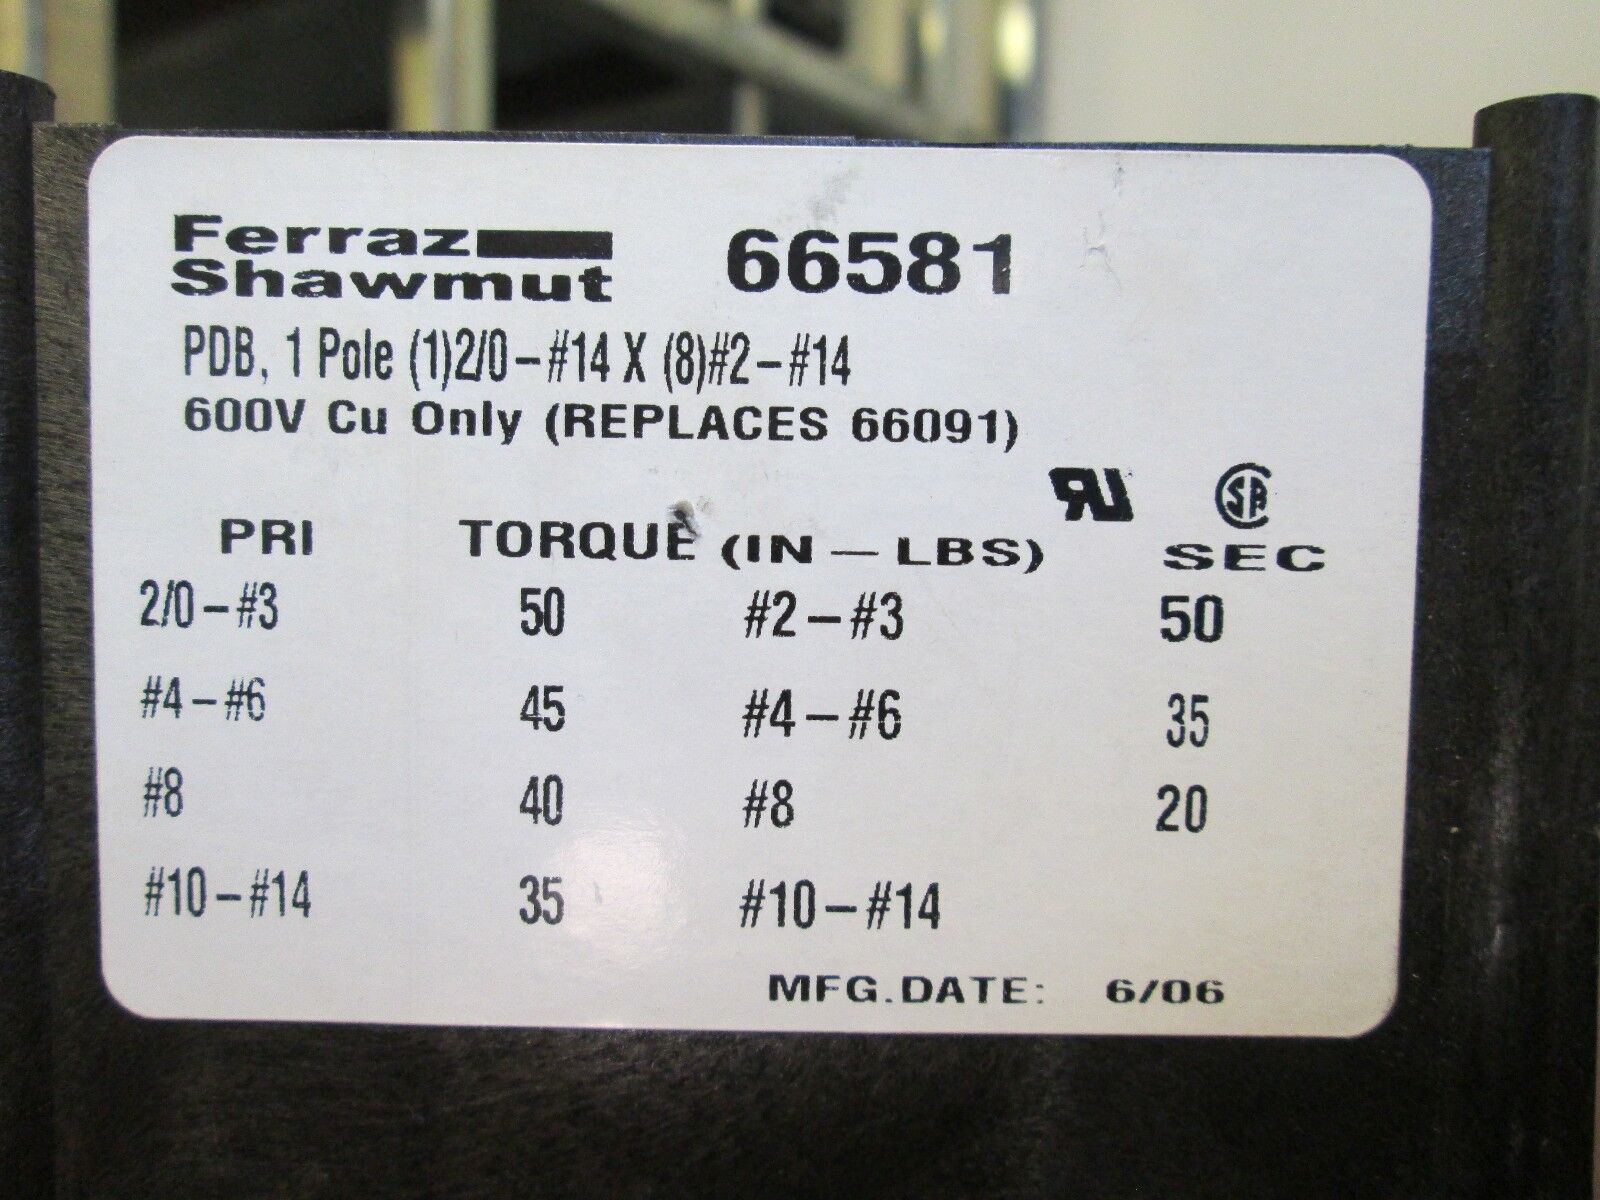 Ferraz
Shawmut
66581
PDB, 1 Pole (1)2/0-#14 X (8)#2-#14
600V Cu Only (REPLACES 66091)
RU SA
PRI TORQUE (IN-LBS) SEC
2/0-#3 50 #2-#3 50
#4-#6 45 #4-#6 35
#8 40 #8 20
#10-#14 35 #10-#14
MFG.DATE: 6/06